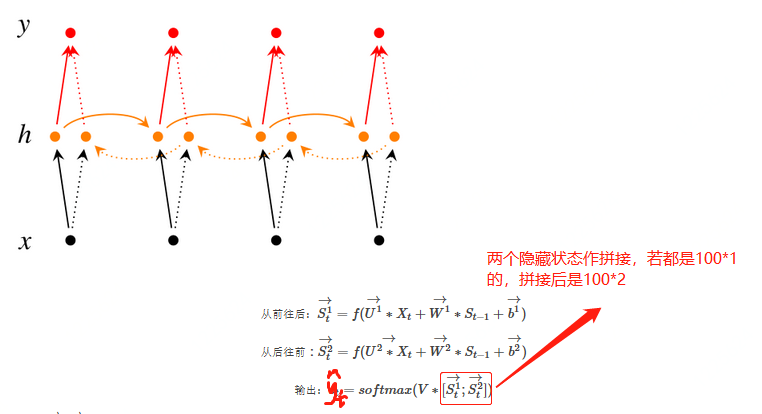 y
h
x
两个隐藏状态作拼接，若都是100*1
的，拼接后是100*2
从前往后：$\overrightarrow{S_t^1} = f(\overrightarrow{U^1} * X_t + \overrightarrow{W^1} * S_{t-1} + \overrightarrow{b^1})$
从后往前：$\overrightarrow{S_t^2} = f(\overrightarrow{U^2 * X_t} + \overrightarrow{W^2} * S_{t-1} + \overrightarrow{b^2})$
输出：$\hat{y}_t = softmax(V * [\overrightarrow{S_t^1}; \overrightarrow{S_t^2}])$